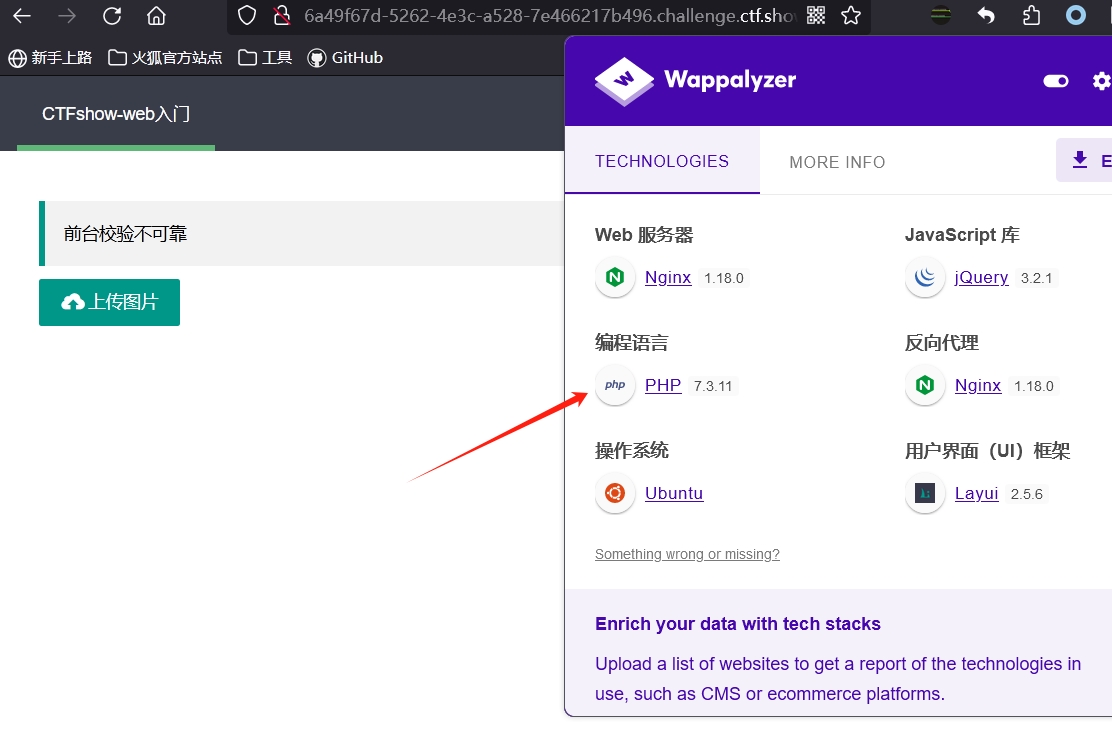 6a49f67d-5262-4e3c-a528-7e466217b496.challenge.ctf.show
新手上路 火狐官方站点 工具 GitHub
CTFshow-web入门
前台校验不可靠
上传图片
Wappalyzer
TECHNOLOGIES MORE INFO E
Web 服务器
Nginx 1.18.0
JavaScript 库
jQuery 3.2.1
编程语言
php PHP 7.3.11
反向代理
Nginx 1.18.0
操作系统
Ubuntu
用户界面（UI）框架
Layui 2.5.6
Something wrong or missing?
Enrich your data with tech stacks
Upload a list of websites to get a report of the technologies in
use, such as CMS or ecommerce platforms.